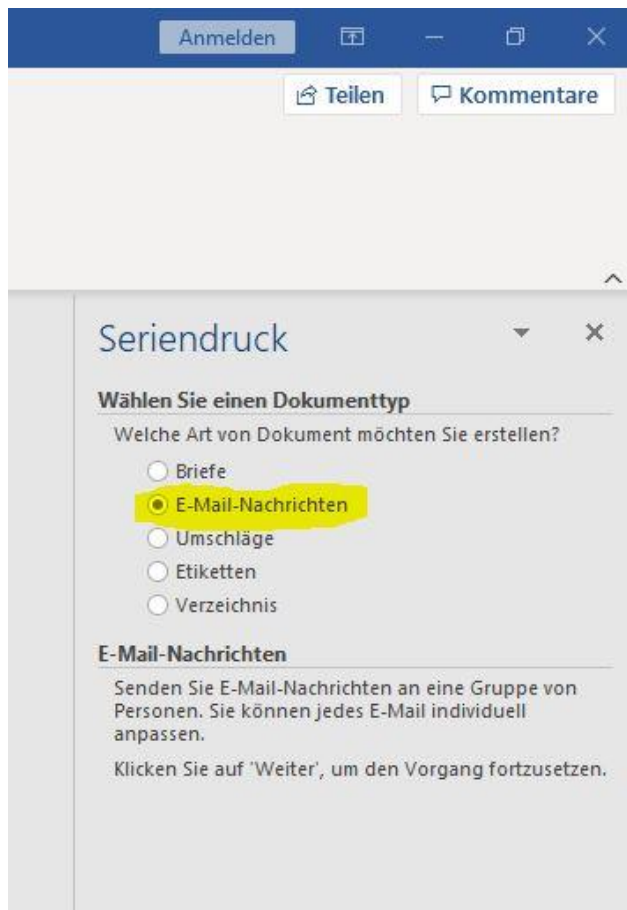 Anmelden
Teilen
Kommentare
Seriendruck
Wählen Sie einen Dokumenttyp
Welche Art von Dokument möchten Sie erstellen?
Briefe
E-Mail-Nachrichten
Umschläge
Etiketten
Verzeichnis
E-Mail-Nachrichten
Senden Sie E-Mail-Nachrichten an eine Gruppe von
Personen. Sie können jedes E-Mail individuell
anpassen.
Klicken Sie auf 'Weiter', um den Vorgang fortzusetzen.